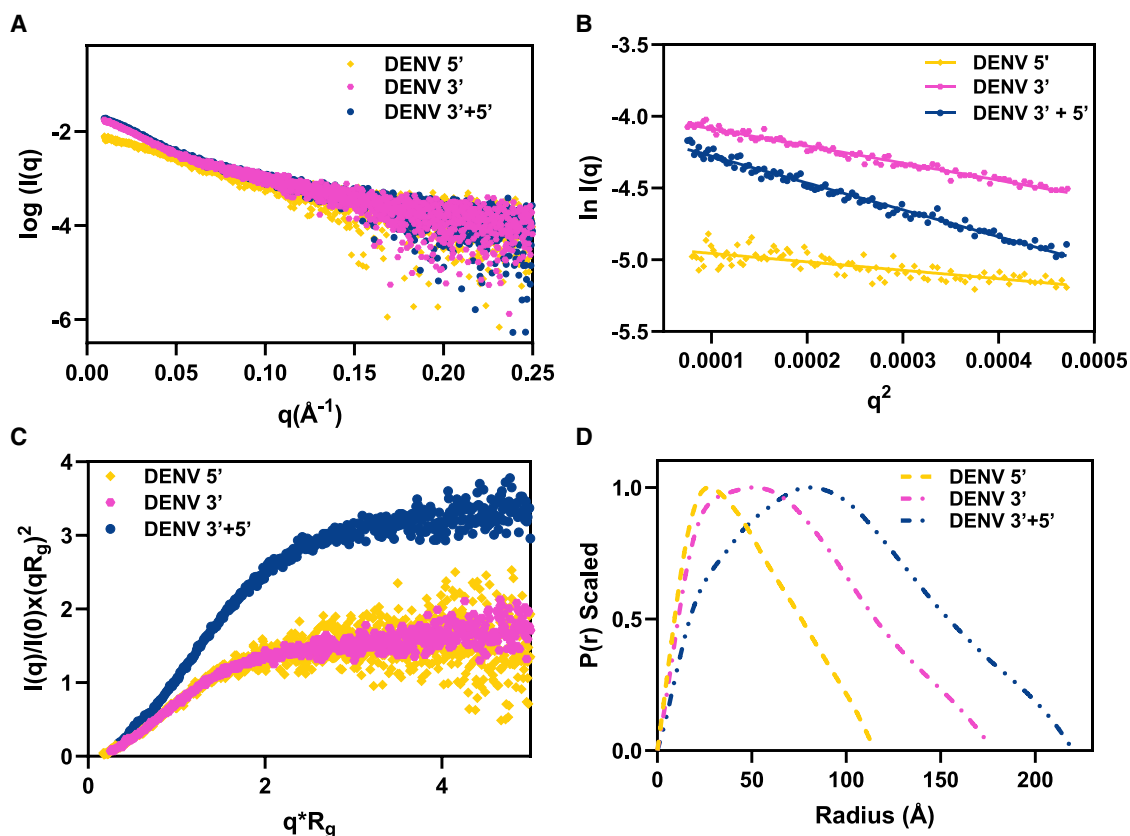 A
log (I(q)
-2
-4
-6
0.00 0.05 0.10 0.15 0.20 0.25
q(Å⁻¹)
DENV 5'
DENV 3'
DENV 3'+5'
B
ln I(q)
-3.5
-4.0
-4.5
-5.0
-5.5
0.0001 0.0002 0.0003 0.0004 0.0005
q²
DENV 5'
DENV 3'
DENV 3' + 5'
C
I(q)/I(0)x(qRg)²
4
3
2
1
0
0 2 4
q*Rg
DENV 5'
DENV 3'
DENV 3'+5'
D
P(r) Scaled
1.0
0.5
0.0
0 50 100 150 200
Radius (Å)
DENV 5'
DENV 3'
DENV 3'+5'